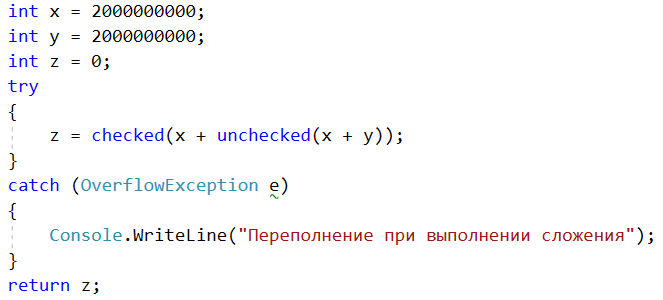 int x = 2000000000;
int y = 2000000000;
int z = 0;
try
{
    z = checked(x + unchecked(x + y));
}
catch (OverflowException e)
{
    Console.WriteLine("Переполнение при выполнении сложения");
}
return z;